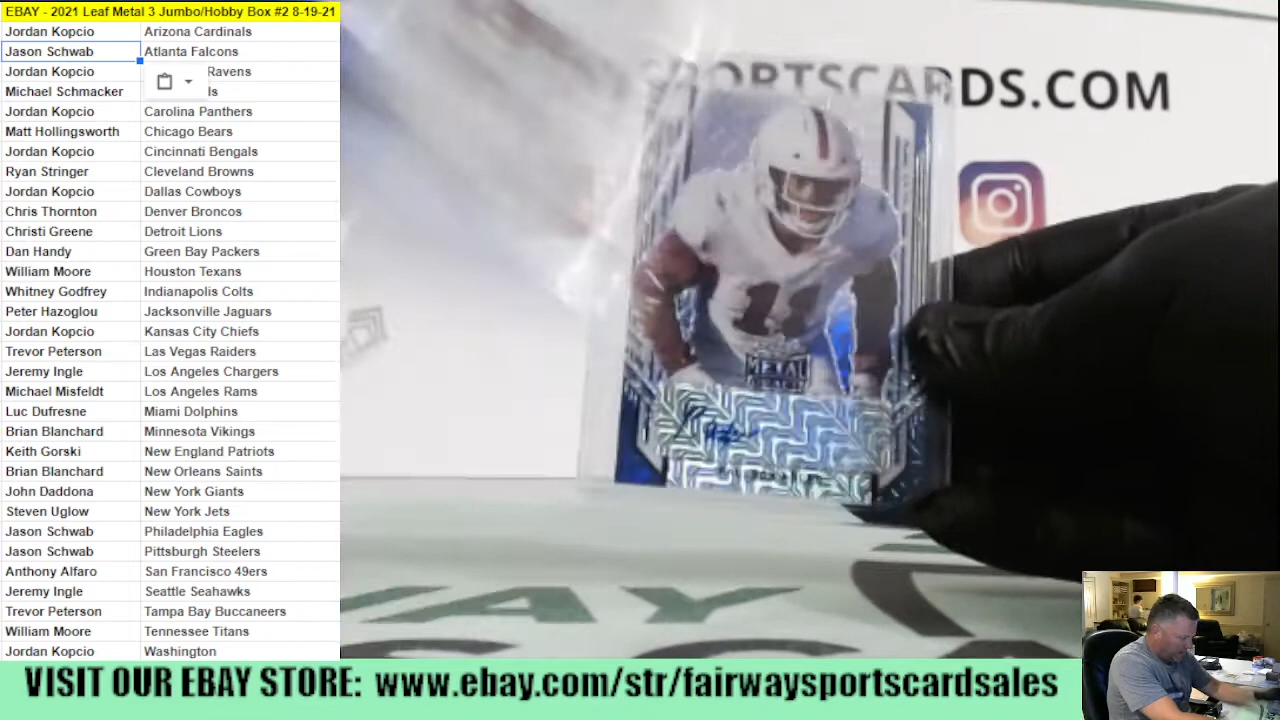 EBAY - 2021 Leaf Metal 3 Jumbo/Hobby Box #2 8-19-21
Jordan Kopcio Arizona Cardinals
Jason Schwab Atlanta Falcons
Jordan Kopcio Ravens
Michael Schmacker ls
Jordan Kopcio Carolina Panthers
Matt Hollingsworth Chicago Bears
Jordan Kopcio Cincinnati Bengals
Ryan Stringer Cleveland Browns
Jordan Kopcio Dallas Cowboys
Chris Thornton Denver Broncos
Christi Greene Detroit Lions
Dan Handy Green Bay Packers
William Moore Houston Texans
Whitney Godfrey Indianapolis Colts
Peter Hazoglou Jacksonville Jaguars
Jordan Kopcio Kansas City Chiefs
Trevor Peterson Las Vegas Raiders
Jeremy Ingle Los Angeles Chargers
Michael Misfeldt Los Angeles Rams
Luc Dufresne Miami Dolphins
Brian Blanchard Minnesota Vikings
Keith Gorski New England Patriots
Brian Blanchard New Orleans Saints
John Daddona New York Giants
Steven Uglow New York Jets
Jason Schwab Philadelphia Eagles
Jason Schwab Pittsburgh Steelers
Anthony Alfaro San Francisco 49ers
Jeremy Ingle Seattle Seahawks
Trevor Peterson Tampa Bay Buccaneers
William Moore Tennessee Titans
Jordan Kopcio Washington
PORTSCARDS.COM
11
METAL
WAY
VISIT OUR EBAY STORE: www.ebay.com/str/fairwaysportscardsales